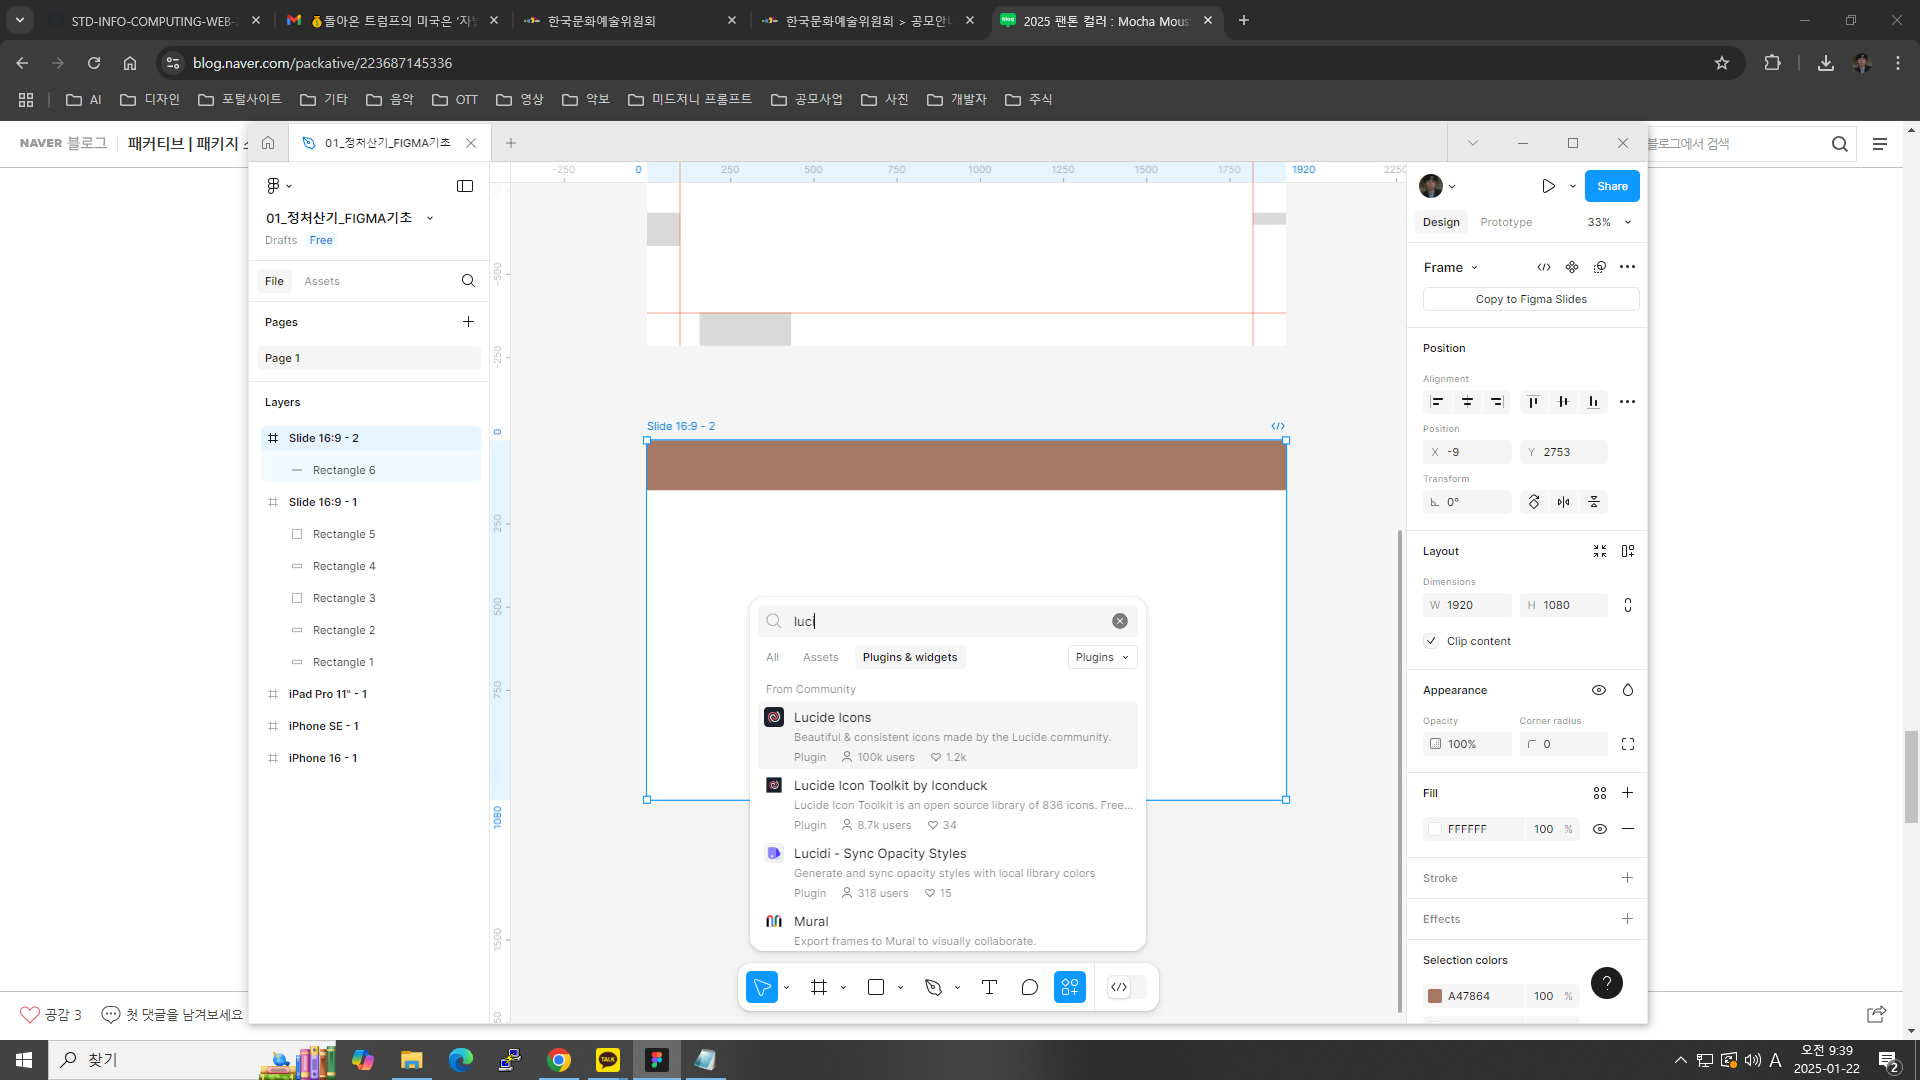 STD-INFO-COMPUTING-WEB-
💰돌아온 트럼프의 미국은 '자
한국문화예술위원회
한국문화예술위원회 > 공모안
2025 팬톤 컬러 : Mocha Mous
blog.naver.com/packative/223687145336
AI
디자인
포털사이트
기타
음악
OTT
영상
악보
미드저니 프롬프트
공모사업
사진
개발자
주식
NAVER 블로그
패커티브 | 패키지
블로그에서 검색
01_정처산기_FIGMA기초
01_정처산기_FIGMA기초
Drafts
Free
File
Assets
Pages
Page 1
Layers
Slide 16:9 - 2
Rectangle 6
Slide 16:9 - 1
Rectangle 5
Rectangle 4
Rectangle 3
Rectangle 2
Rectangle 1
iPad Pro 11" - 1
iPhone SE - 1
iPhone 16 - 1
-250 0 250 500 750 1000 1250 1500 1750 1920 2250
-500
-250
0
250
500
750
1080
1500
Slide 16:9 - 2
luci
All
Assets
Plugins & widgets
Plugins
From Community
Lucide Icons
Beautiful & consistent icons made by the Lucide community.
Plugin 100k users 1.2k
Lucide Icon Toolkit by Iconduck
Lucide Icon Toolkit is an open source library of 836 icons. Free...
Plugin 8.7k users 34
Lucidi - Sync Opacity Styles
Generate and sync opacity styles with local library colors
Plugin 318 users 15
Mural
Export frames to Mural to visually collaborate.
Share
Design
Prototype
33%
Frame
Copy to Figma Slides
Position
Alignment
Position
X -9
Y 2753
Transform
0°
Layout
Dimensions
W 1920
H 1080
Clip content
Appearance
Opacity
Corner radius
100%
0
Fill
FFFFFF 100 %
Stroke
Effects
Selection colors
A47864 100 %
?
공감 3
첫 댓글을 남겨보세요
찾기
TALK
A
오전 9:39
2025-01-22
2